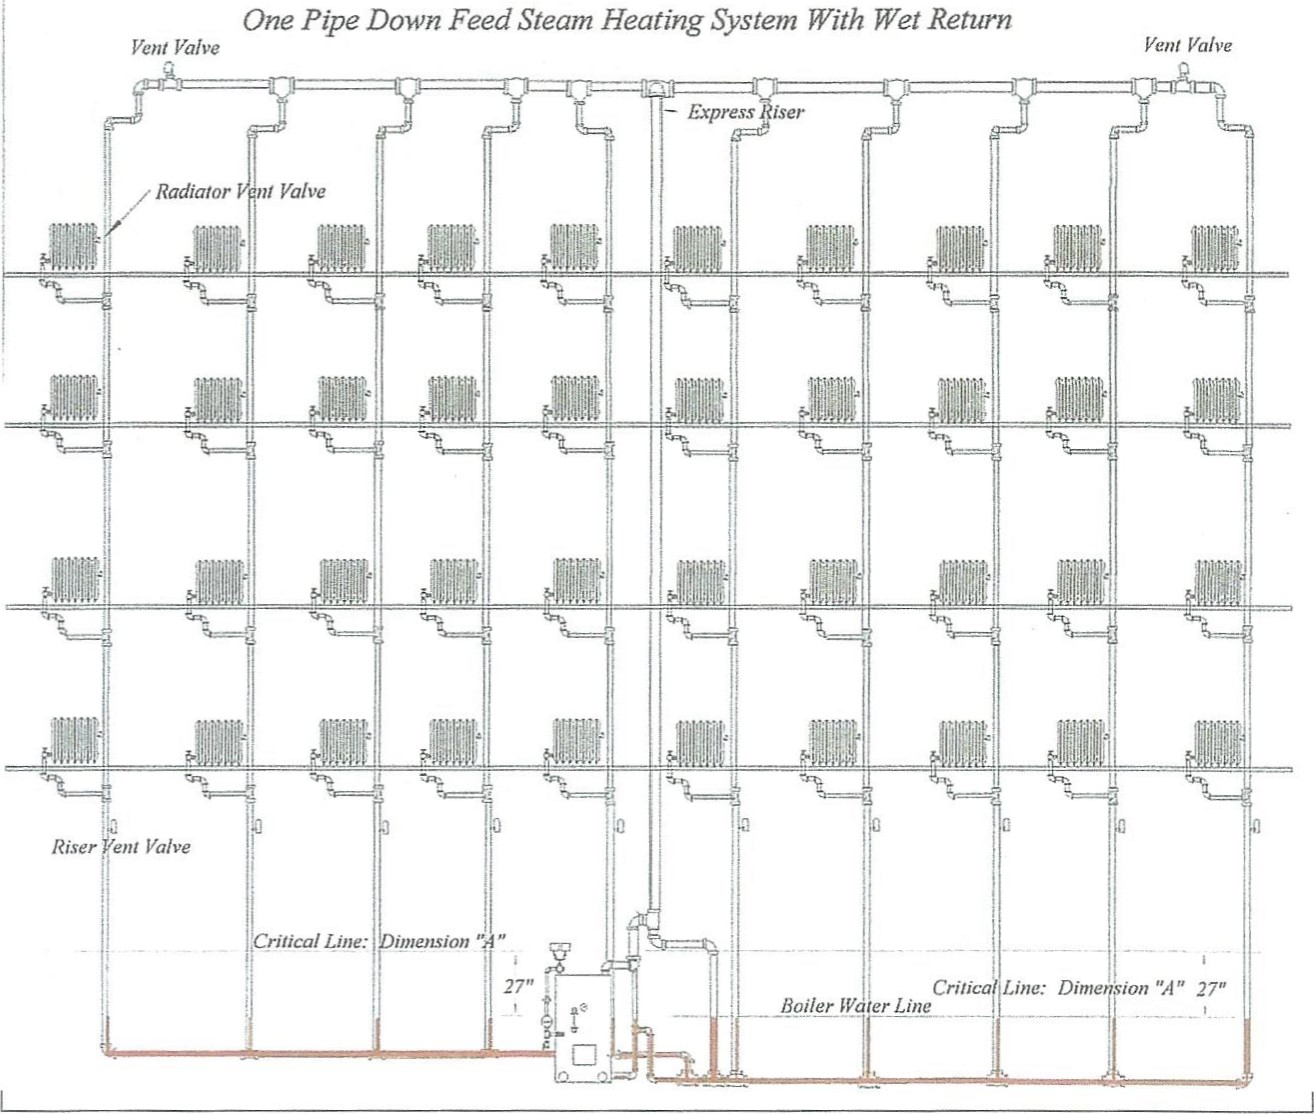 One Pipe Down Feed Steam Heating System With Wet Return
Vent Valve
Vent Valve
Express Riser
Radiator Vent Valve
Riser Vent Valve
Critical Line: Dimension "A"
27"
Critical Line: Dimension "A" 27"
Boiler Water Line